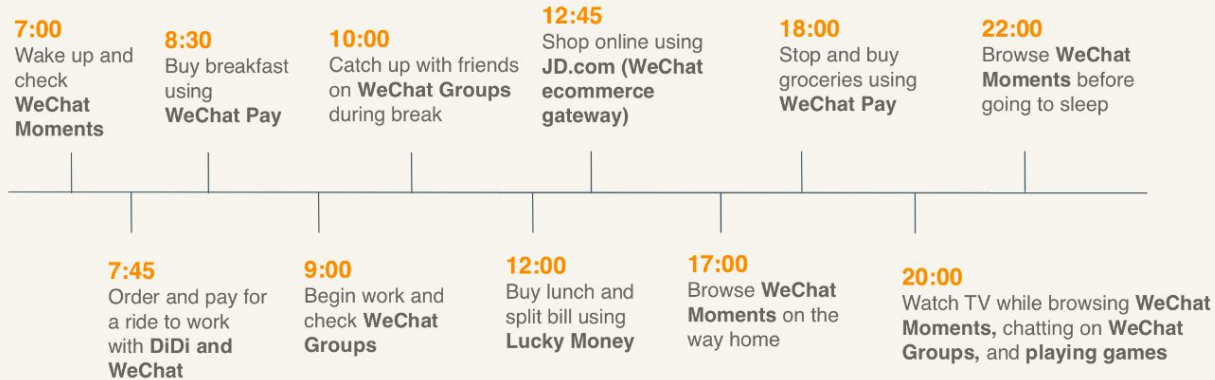 7:00
Wake up and
check
WeChat
Moments
8:30
Buy breakfast
using
WeChat Pay
10:00
Catch up with friends
on WeChat Groups
during break
12:45
Shop online using
JD.com (WeChat
ecommerce
gateway)
18:00
Stop and buy
groceries using
WeChat Pay
22:00
Browse WeChat
Moments before
going to sleep
7:45
Order and pay for
a ride to work
with DiDi and
WeChat
9:00
Begin work and
check WeChat
Groups
12:00
Buy lunch and
split bill using
Lucky Money
17:00
Browse WeChat
Moments on the
way home
20:00
Watch TV while browsing WeChat
Moments, chatting on WeChat
Groups, and playing games